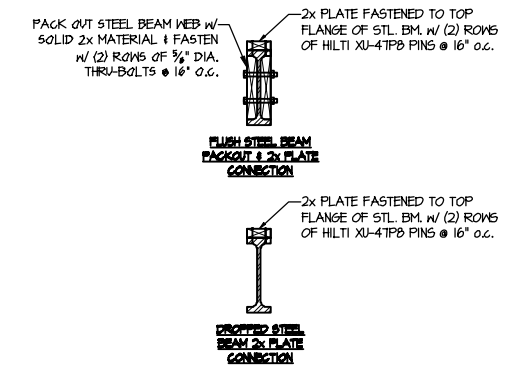 PACK OUT STEEL BEAM WEB W/
SOLID 2x MATERIAL & FASTEN
W/ (2) ROWS OF 5/8" DIA.
THRU-BOLTS @ 16" O.C.
2x PLATE FASTENED TO TOP
FLANGE OF STL. BM. W/ (2) ROWS
OF HILTI XU-47P8 PINS @ 16" O.C.
FLUSH STEEL BEAM
PACKOUT & 2x PLATE
CONNECTION
2x PLATE FASTENED TO TOP
FLANGE OF STL. BM. W/ (2) ROWS
OF HILTI XU-47P8 PINS @ 16" O.C.
DROPPED STEEL
BEAM 2x PLATE
CONNECTION